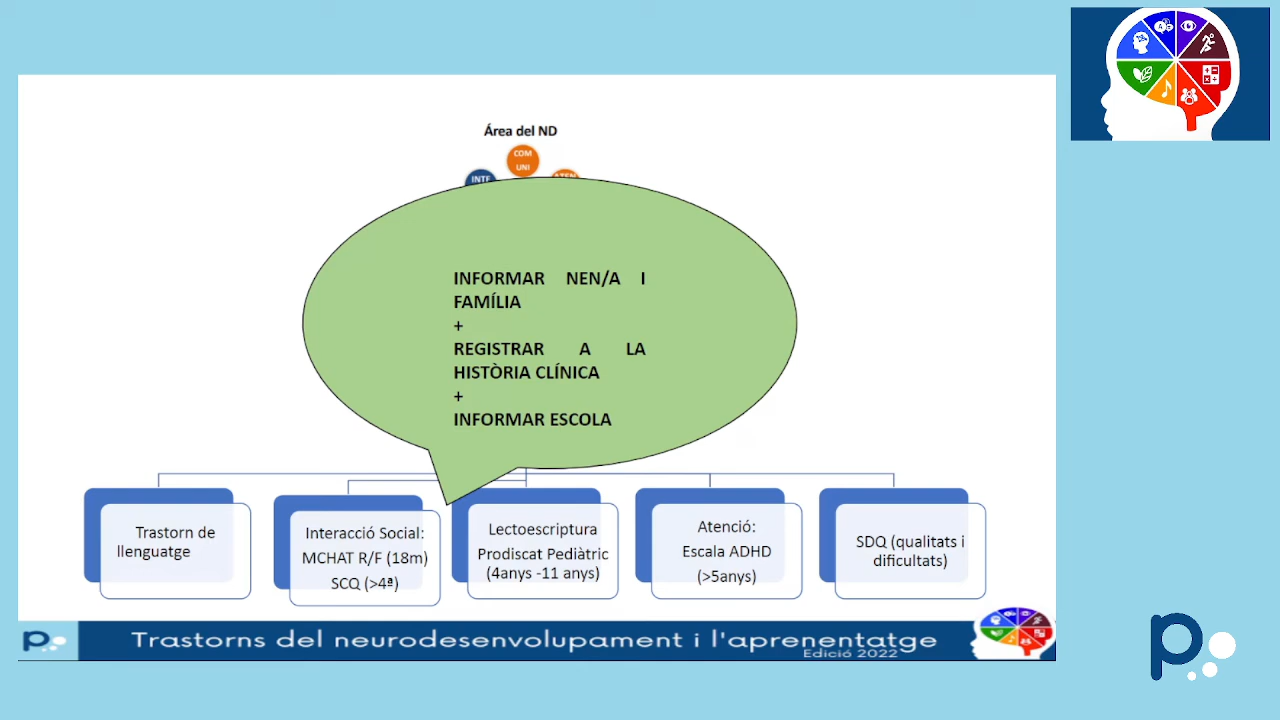 Área del ND
COM
UNI
INTE
ATEN
INFORMAR NEN/A I
FAMÍLIA
+
REGISTRAR A LA
HISTÒRIA CLÍNICA
+
INFORMAR ESCOLA
Trastorn de
llenguatge
Interacció Social:
MCHAT R/F (18m)
SCQ (>4ª)
Lectoescriptura
Prodiscat Pediàtric
(4anys -11 anys)
Atenció:
Escala ADHD
(>5anys)
SDQ (qualitats i
dificultats)
p
Trastorns del neurodesenvolupament i l'aprenentatge
Edició 2022
p